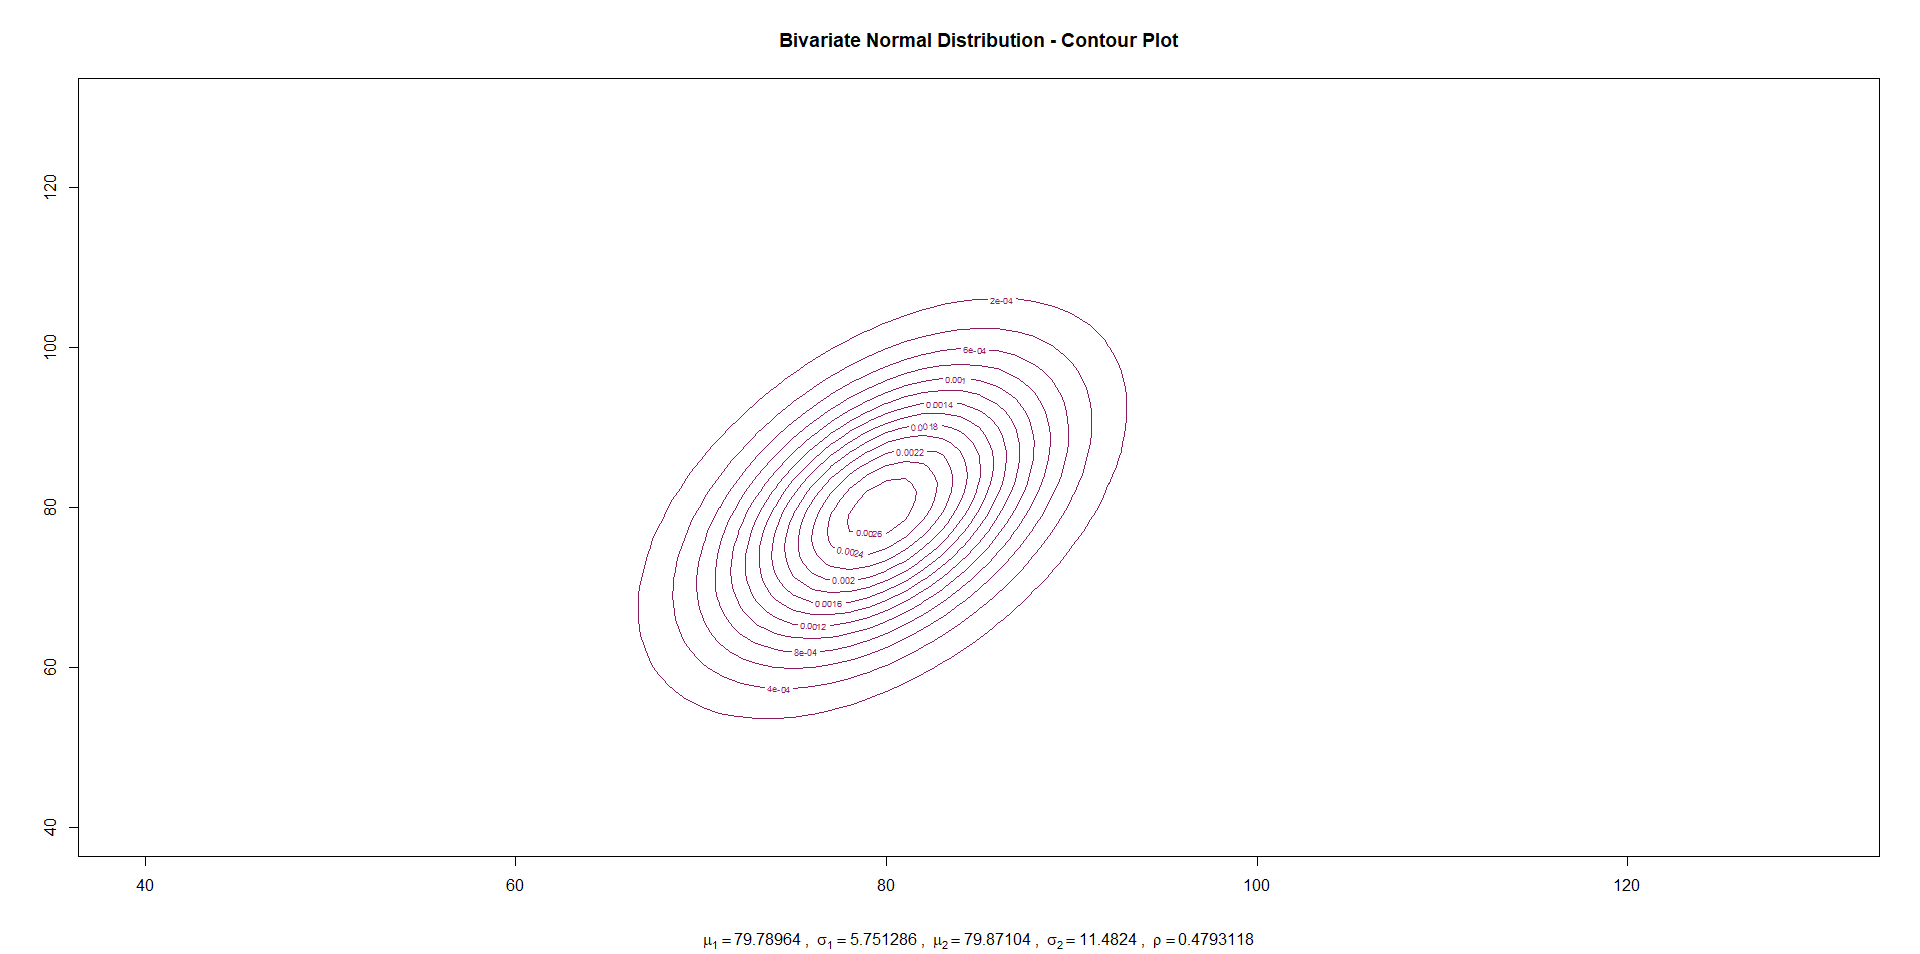 Bivariate Normal Distribution - Contour Plot
120
100
80
60
40
2e-04
6e-04
0.001
0.0014
0.0018
0.0022
0.0026
0.0024
0.002
0.0016
0.0012
8e-04
4e-04
40 60 80 100 120
μ1 = 79.78964 , σ1 = 5.751286 , μ2 = 79.87104 , σ2 = 11.4824 , ρ = 0.4793118